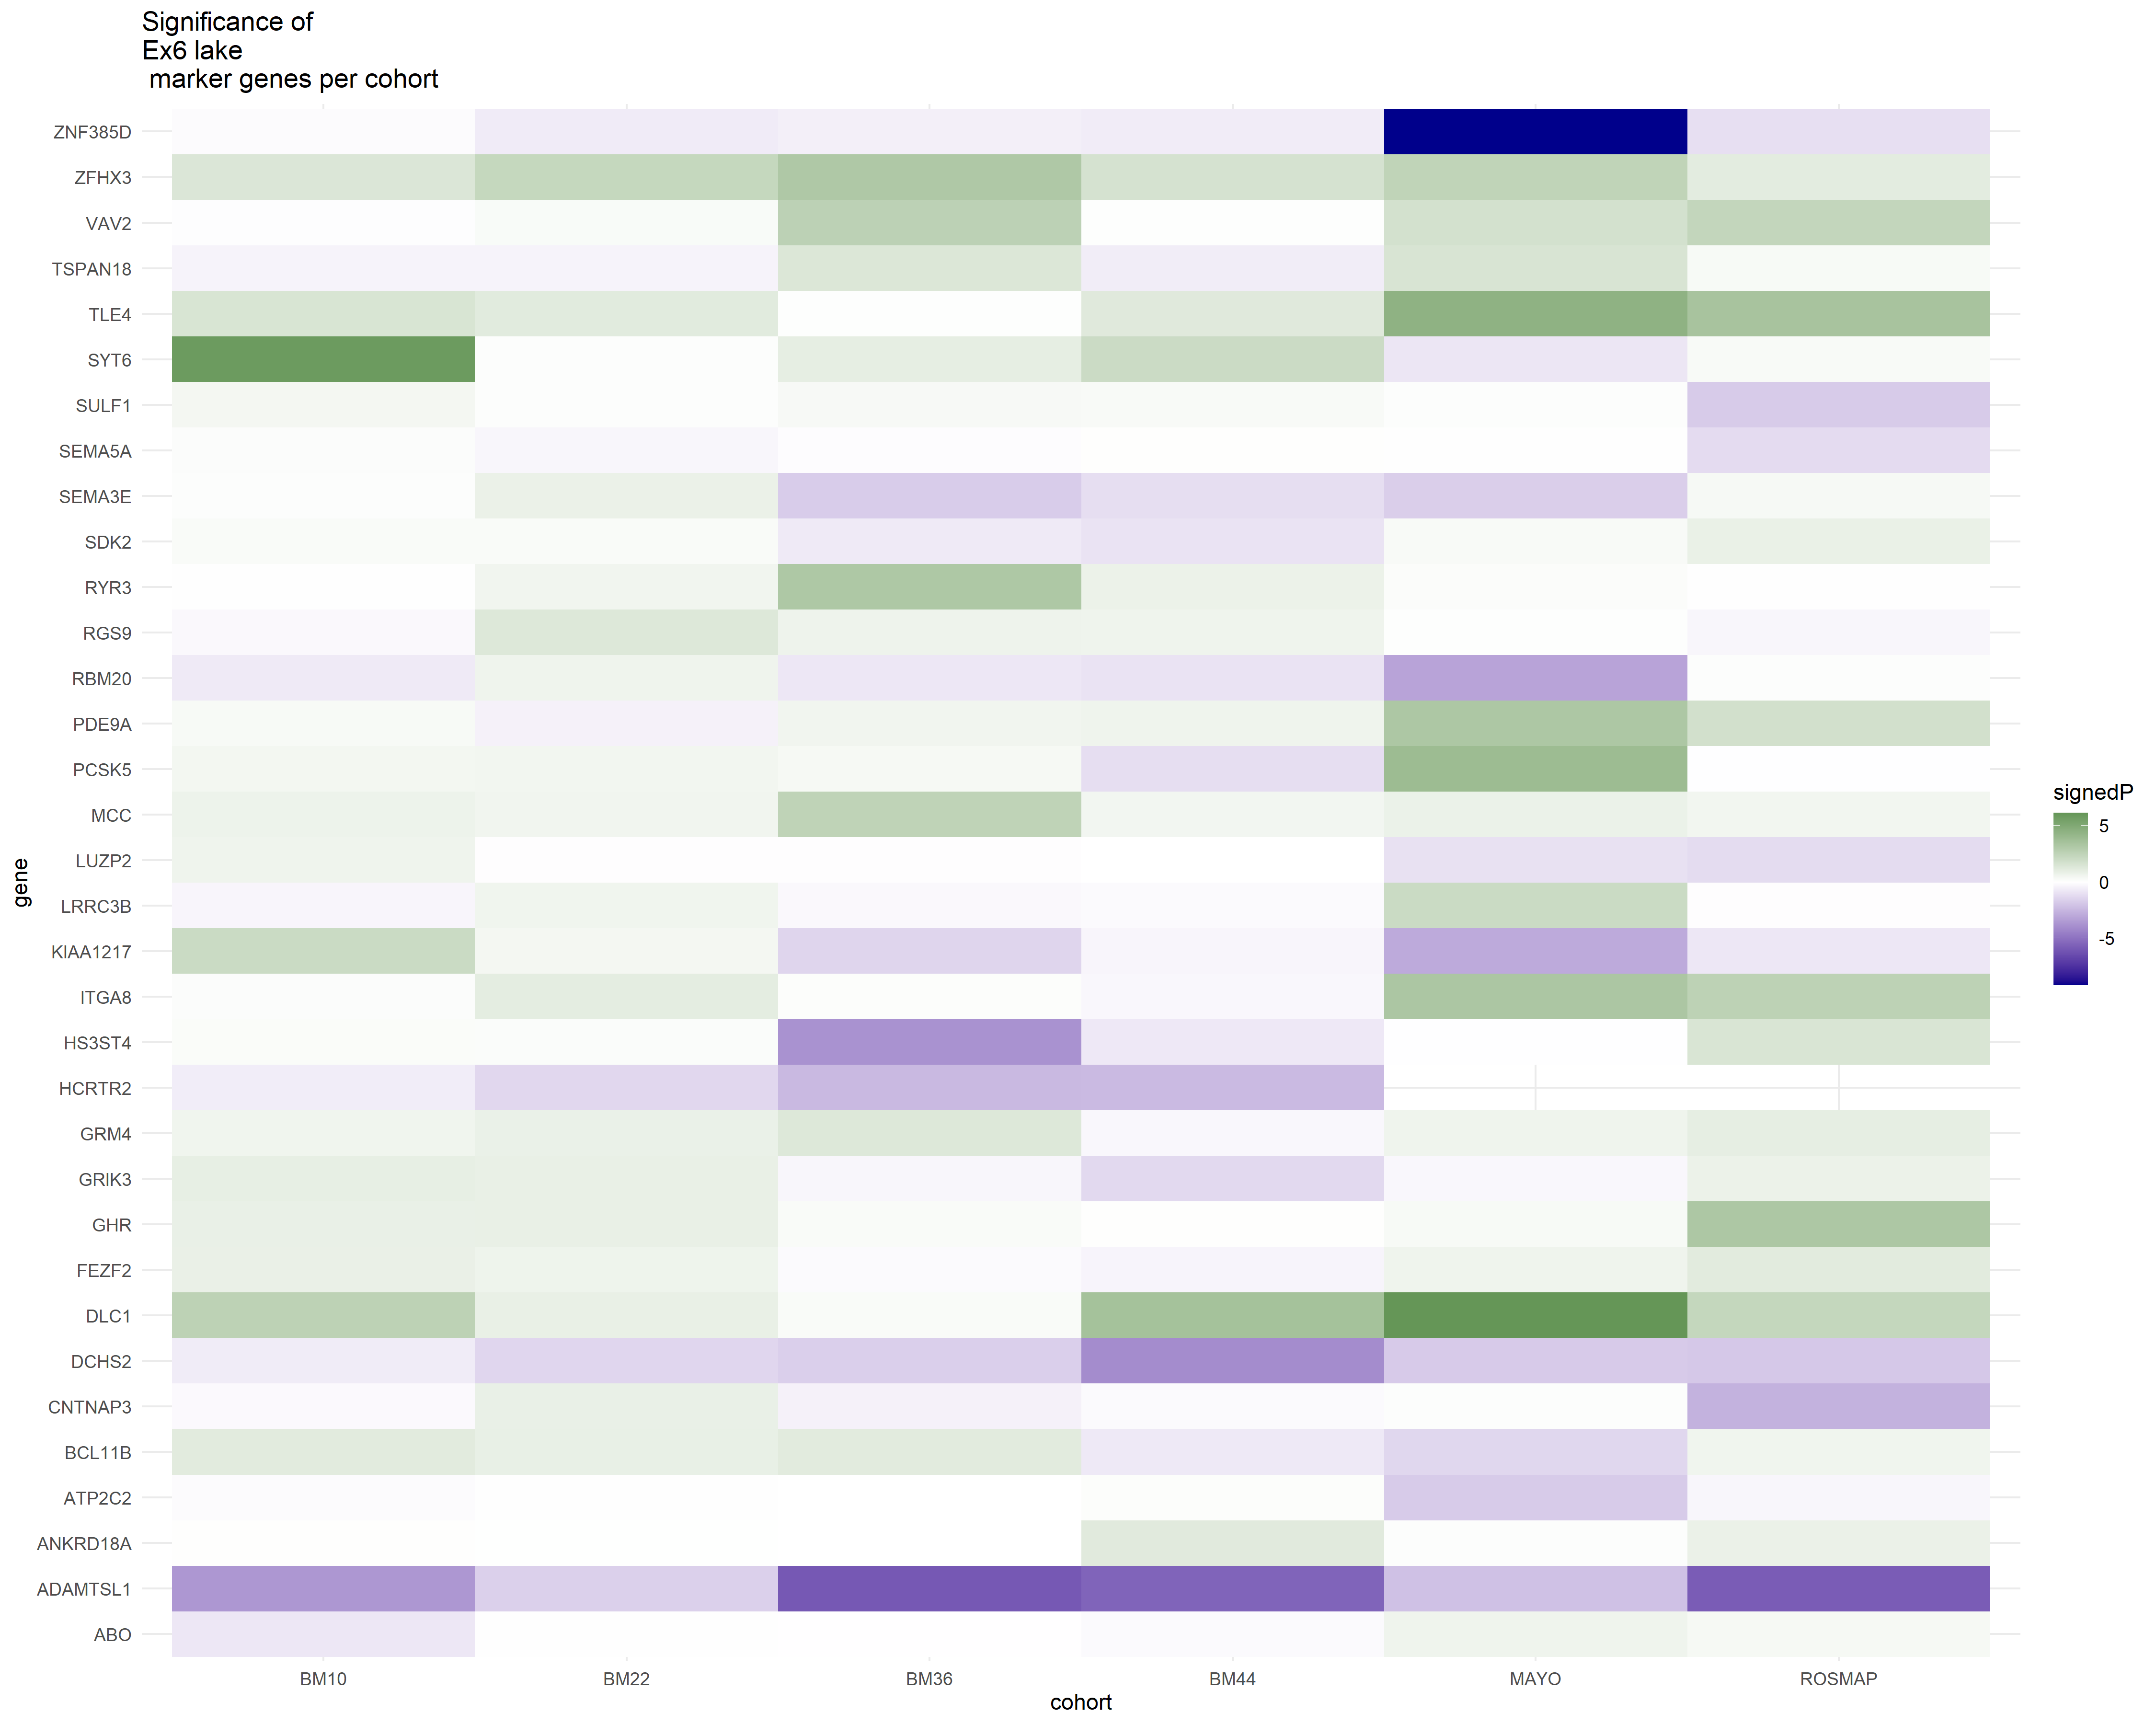 Significance of
Ex6 lake
marker genes per cohort
ZNF385D
ZFHX3
VAV2
TSPAN18
TLE4
SYT6
SULF1
SEMA5A
SEMA3E
SDK2
RYR3
RGS9
RBM20
PDE9A
PCSK5
MCC
LUZP2
LRRC3B
KIAA1217
ITGA8
HS3ST4
HCRTR2
GRM4
GRIK3
GHR
FEZF2
DLC1
DCHS2
CNTNAP3
BCL11B
ATP2C2
ANKRD18A
ADAMTSL1
ABO
gene
BM10 BM22 BM36 BM44 MAYO ROSMAP
cohort
signedP
5
0
-5